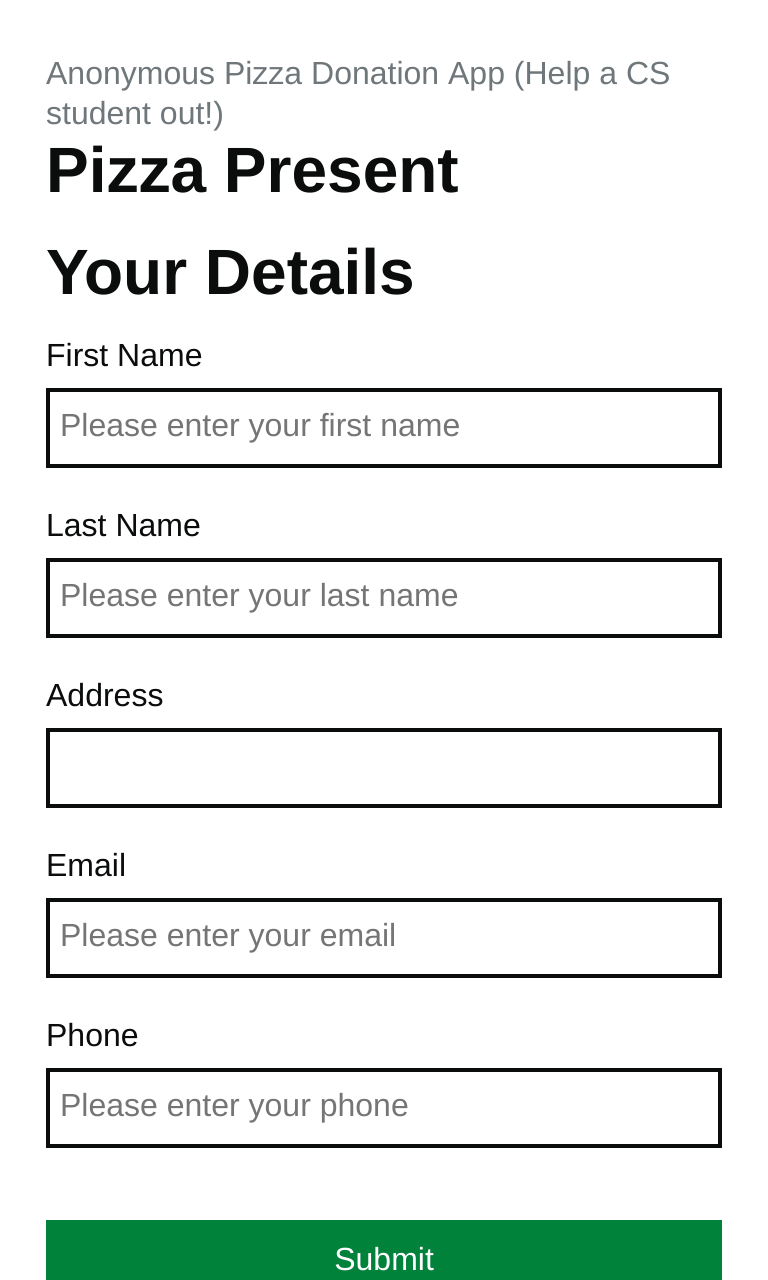 Anonymous Pizza Donation App (Help a CS
student out!)
Pizza Present
Your Details
First Name
Please enter your first name
Last Name
Please enter your last name
Address
Email
Please enter your email
Phone
Please enter your phone
Submit